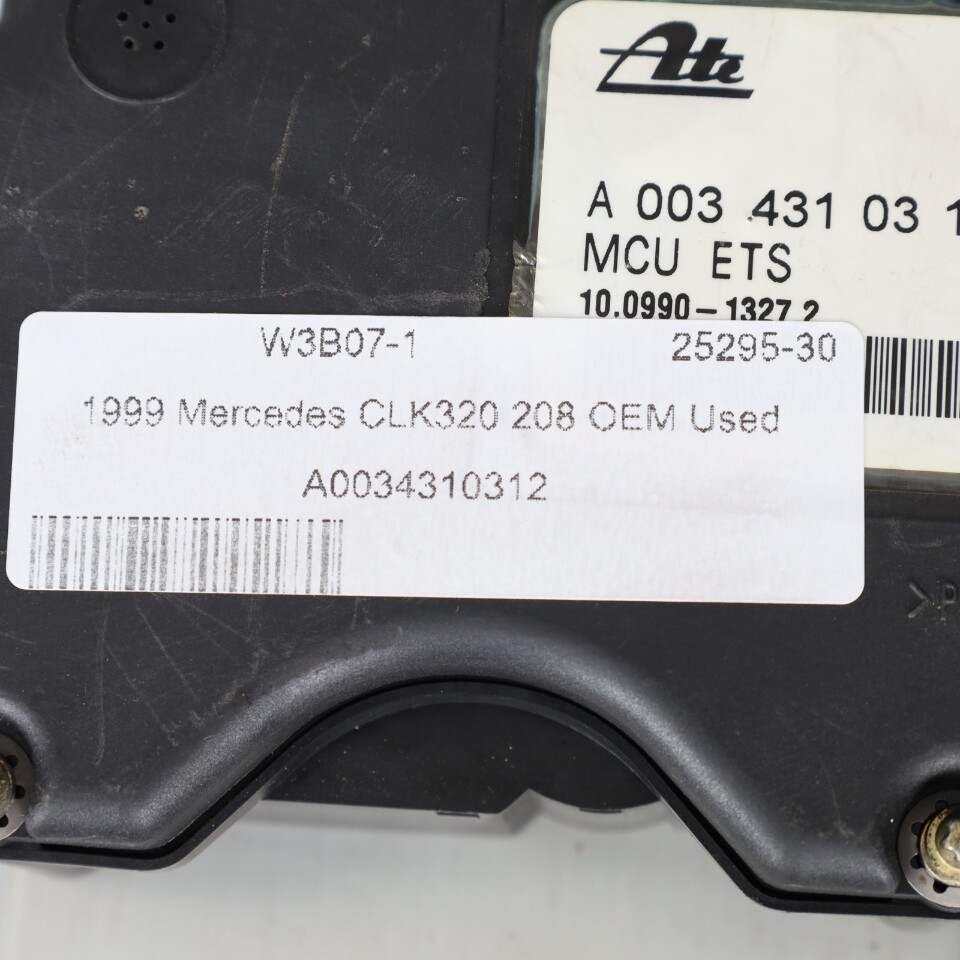 Ate
A 003 431 03 1
MCU ETS
10.0990-1327.2
W3B07-1 25295-30
1999 Mercedes CLK320 208 OEM Used
A0034310312